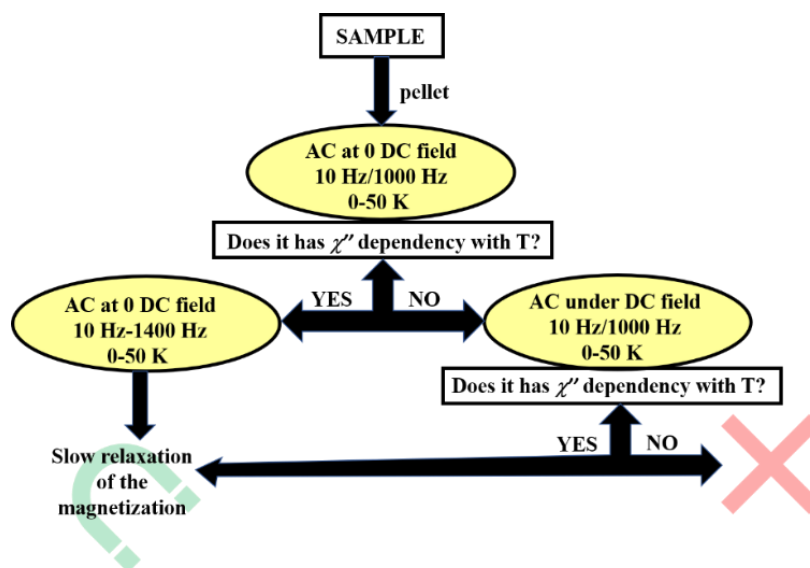 SAMPLE
pellet
AC at 0 DC field
10 Hz/1000 Hz
0-50 K
Does it has χ″ dependency with T?
YES NO
AC at 0 DC field
10 Hz-1400 Hz
0-50 K
AC under DC field
10 Hz/1000 Hz
0-50 K
Does it has χ″ dependency with T?
YES NO
Slow relaxation
of the
magnetization